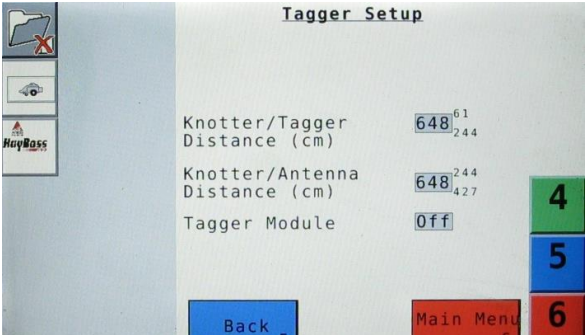 Tagger Setup
HayBoss
Knotter/Tagger
Distance (cm)
648
61
244
Knotter/Antenna
Distance (cm)
648
244
427
Tagger Module
Off
4
5
6
Back
Main Menu